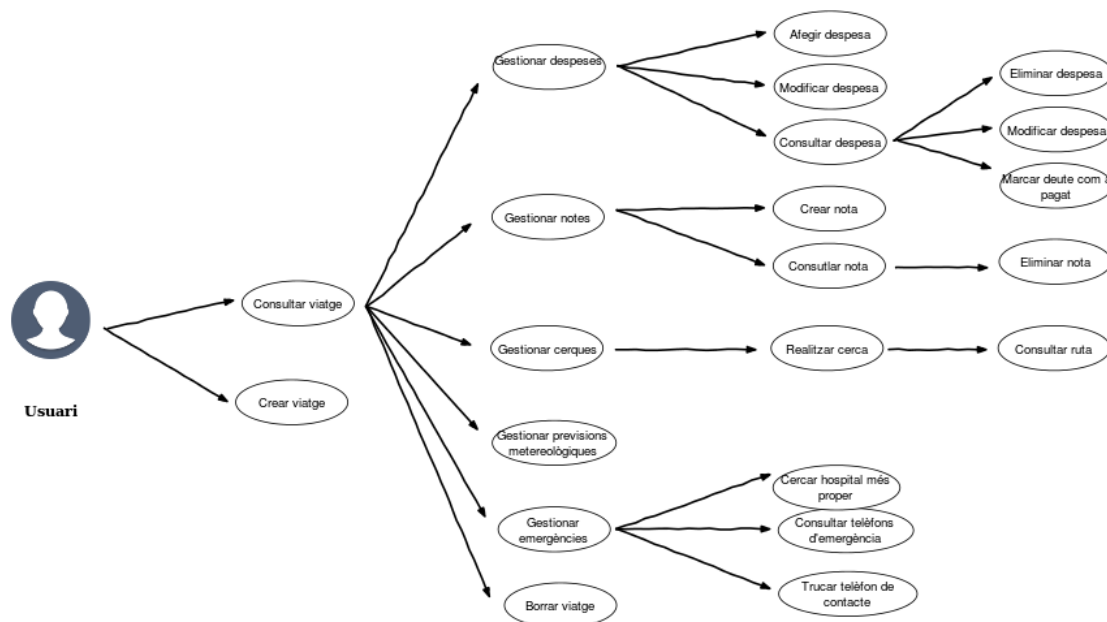 Usuari
Consultar viatge
Crear viatge
Gestionar despeses
Gestionar notes
Gestionar cerques
Gestionar previsions
metereològiques
Gestionar
emergències
Borrar viatge
Afegir despesa
Modificar despesa
Consultar despesa
Crear nota
Consutlar nota
Realitzar cerca
Cercar hospital més
proper
Consultar telèfons
d'emergència
Trucar telèfon de
contacte
Eliminar despesa
Modificar despesa
Marcar deute com a
pagat
Eliminar nota
Consultar ruta